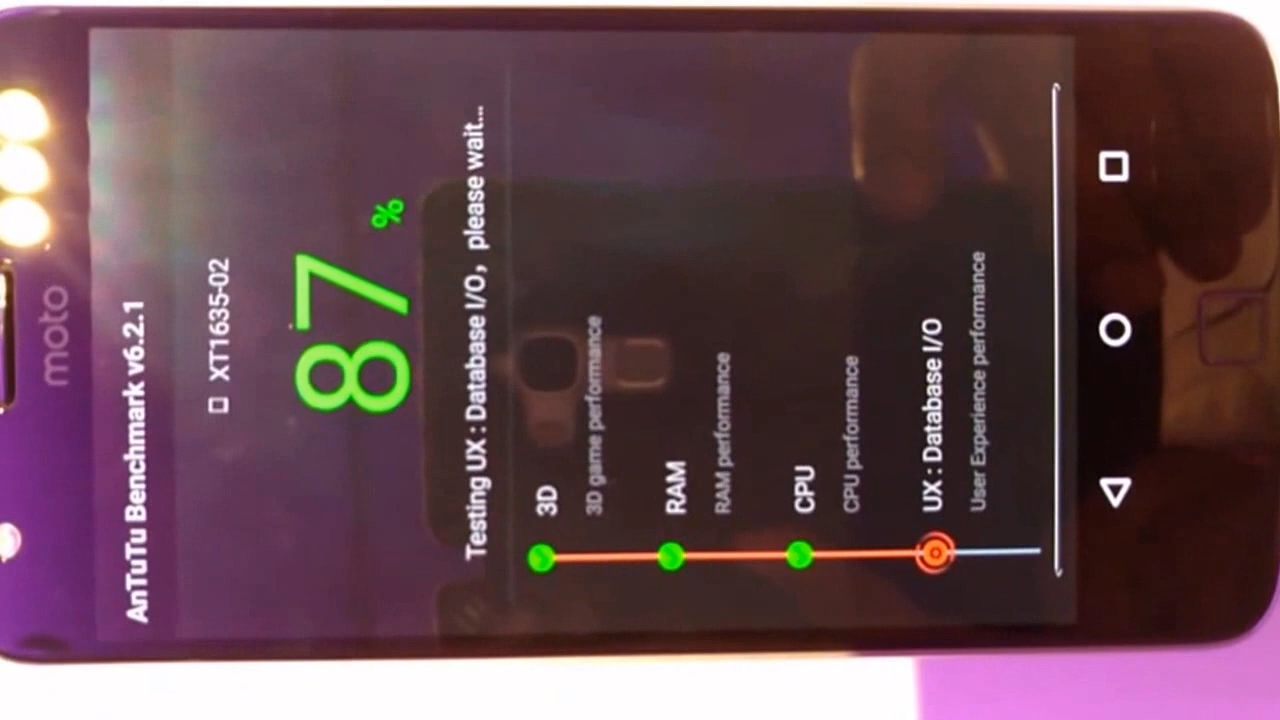 moto
AnTuTu Benchmark v6.2.1
XT1635-02
87 %
Testing UX : Database I/O, please wait...
3D
3D game performance
RAM
RAM performance
CPU
CPU performance
UX : Database I/O
User Experience performance